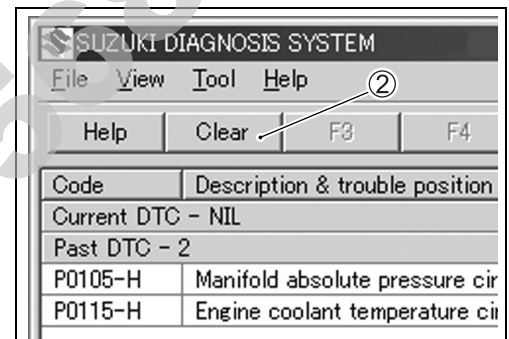 SUZUKI DIAGNOSIS SYSTEM
File View Tool Help
2
Help Clear F3 F4
Code Description & trouble position
Current DTC - NIL
Past DTC - 2
P0105-H Manifold absolute pressure cir
P0115-H Engine coolant temperature cir